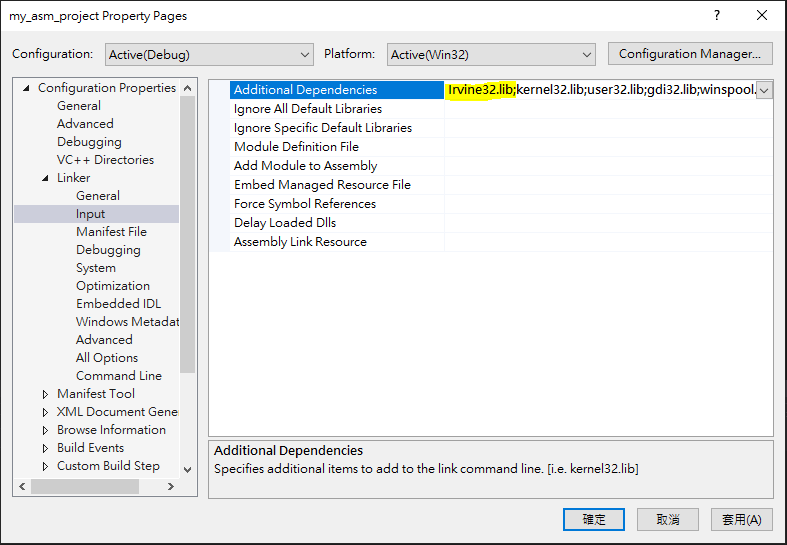 my_asm_project Property Pages
Configuration: Active(Debug) Platform: Active(Win32) Configuration Manager...
Configuration Properties
General
Advanced
Debugging
VC++ Directories
Linker
General
Input
Manifest File
Debugging
System
Optimization
Embedded IDL
Windows Metadat
Advanced
All Options
Command Line
Manifest Tool
XML Document Gene
Browse Information
Build Events
Custom Build Step
Additional Dependencies Irvine32.lib;kernel32.lib;user32.lib;gdi32.lib;winspool.
Ignore All Default Libraries
Ignore Specific Default Libraries
Module Definition File
Add Module to Assembly
Embed Managed Resource File
Force Symbol References
Delay Loaded Dlls
Assembly Link Resource
Additional Dependencies
Specifies additional items to add to the link command line. [i.e. kernel32.lib]
確定 取消 套用(A)